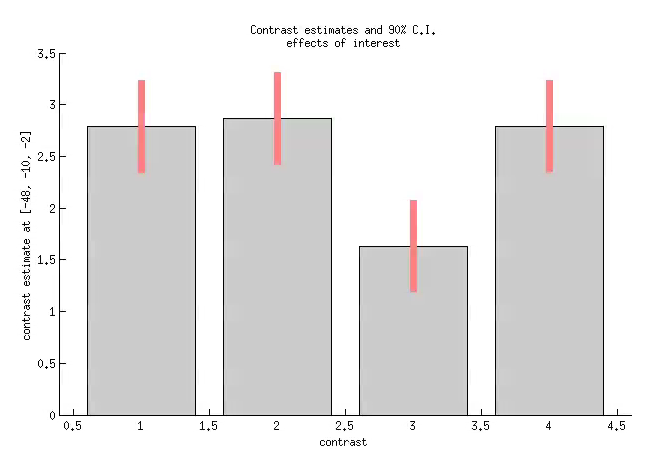 Contrast estimates and 90% C.I.
effects of interest
contrast estimate at [-48, -10, -2]
3.5
3
2.5
2
1.5
1
0.5
0
0.5 1 1.5 2 2.5 3 3.5 4 4.5
contrast